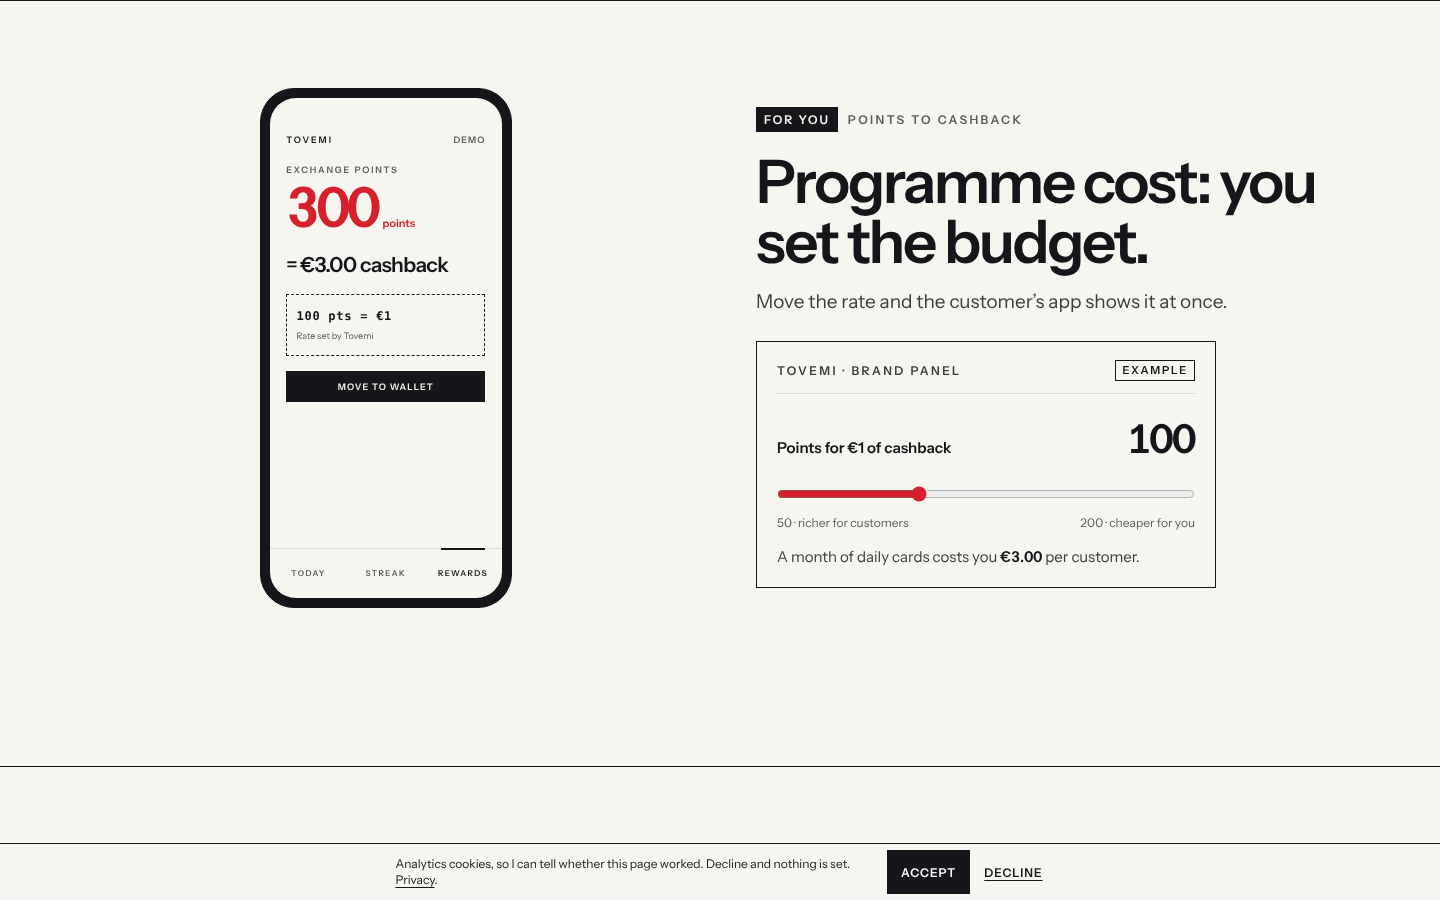 TOVEMI
DEMO
EXCHANGE POINTS
300 points
= €3.00 cashback
100 pts = €1
Rate set by Tovemi
MOVE TO WALLET
TODAY
STREAK
REWARDS
FOR YOU
POINTS TO CASHBACK
Programme cost: you
set the budget.
Move the rate and the customer’s app shows it at once.
TOVEMI · BRAND PANEL
EXAMPLE
Points for €1 of cashback
100
50 · richer for customers
200 · cheaper for you
A month of daily cards costs you €3.00 per customer.
Analytics cookies, so I can tell whether this page worked. Decline and nothing is set.
Privacy.
ACCEPT
DECLINE